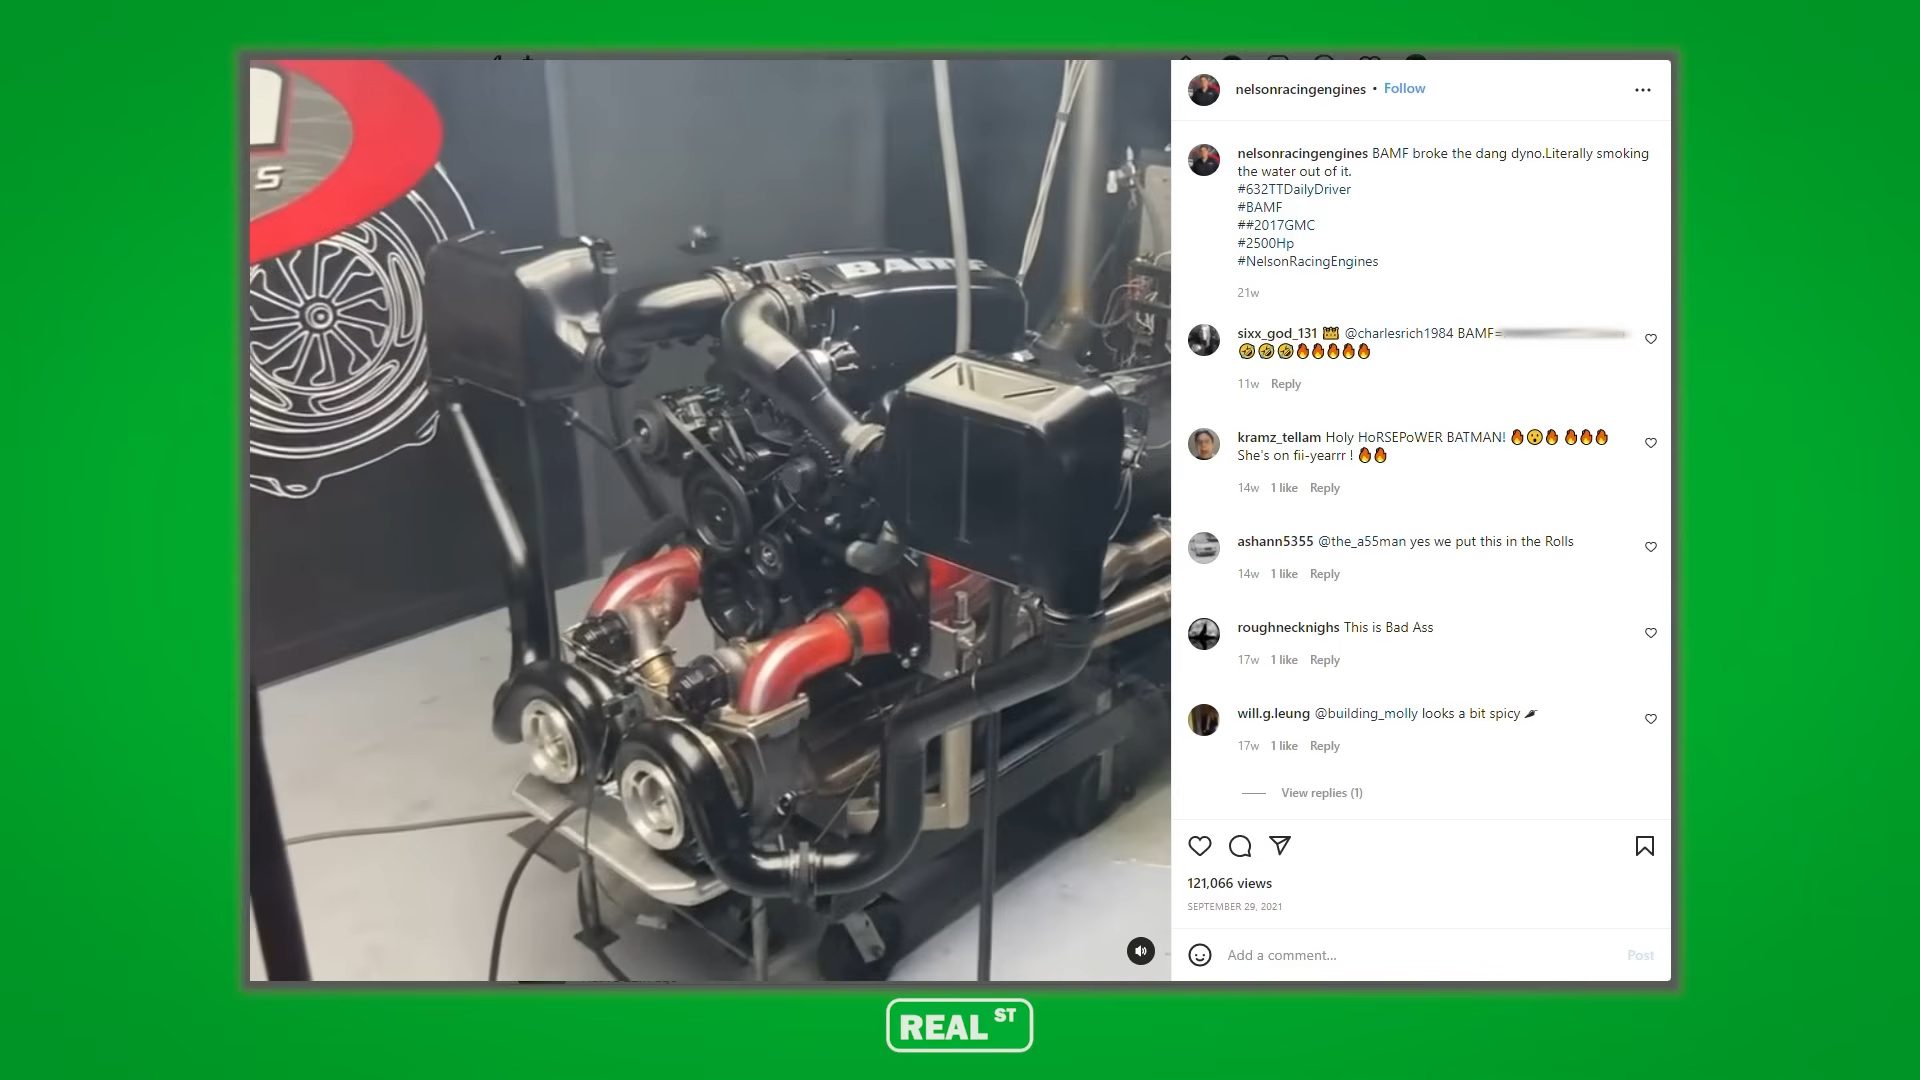 S
BAMF
nelsonracingengines • Follow
nelsonracingengines BAMF broke the dang dyno.Literally smoking
the water out of it.
#632TTDailyDriver
#BAMF
##2017GMC
#2500Hp
#NelsonRacingEngines
21w
sixx_god_131 👑 @charlesrich1984 BAMF=
🤣🤣🤣🔥🔥🔥🔥🔥
11w Reply
kramz_tellam Holy HoRSEPoWER BATMAN! 🔥😮🔥 🔥🔥🔥
She's on fii-yearrr ! 🔥🔥
14w 1 like Reply
ashann5355 @the_a55man yes we put this in the Rolls
14w 1 like Reply
roughnecknighs This is Bad Ass
17w 1 like Reply
will.g.leung @building_molly looks a bit spicy 🌶
17w 1 like Reply
View replies (1)
121,066 views
SEPTEMBER 29, 2021
Add a comment... Post
REAL ST